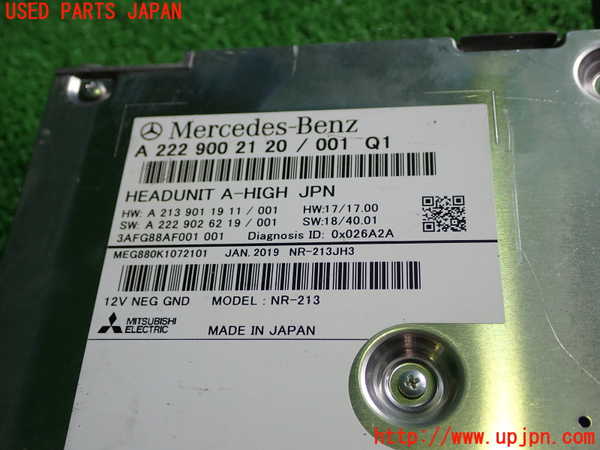 USED PARTS JAPAN
Mercedes-Benz
A 222 900 21 20 / 001 Q1
HEADUNIT A-HIGH JPN
HW: A 213 901 19 11 / 001 HW:17/17.00
SW: A 222 902 62 19 / 001 SW:18/40.01
3AFG88AF001 001 Diagnosis ID: 0x026A2A
MEG880K1072101 JAN. 2019 NR-213JH3
12V NEG GND MODEL : NR-213
MITSUBISHI
ELECTRIC
MADE IN JAPAN
http://www.upjpn.com/